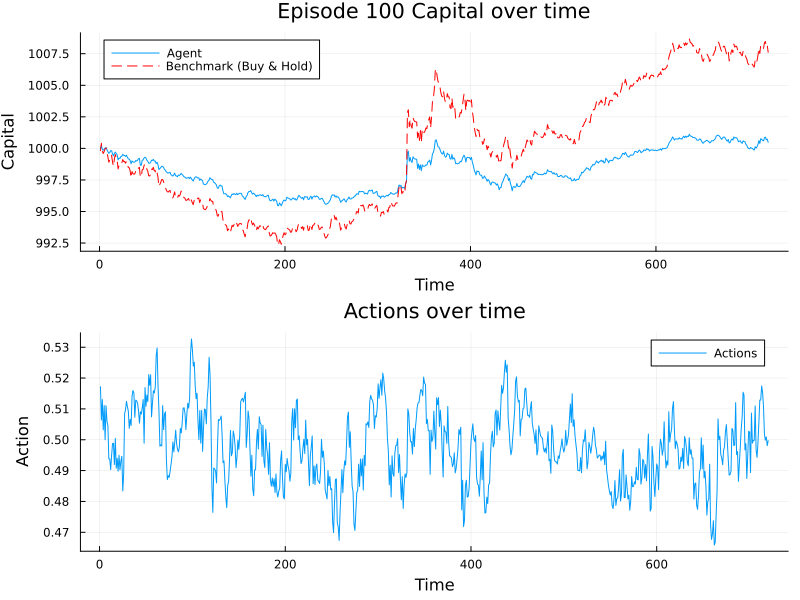 Episode 100 Capital over time
Capital
1007.5
1005.0
1002.5
1000.0
997.5
995.0
992.5
Agent
Benchmark (Buy & Hold)
0
200
400
600
Time
Actions over time
Action
0.53
0.52
0.51
0.50
0.49
0.48
0.47
Actions
0
200
400
600
Time